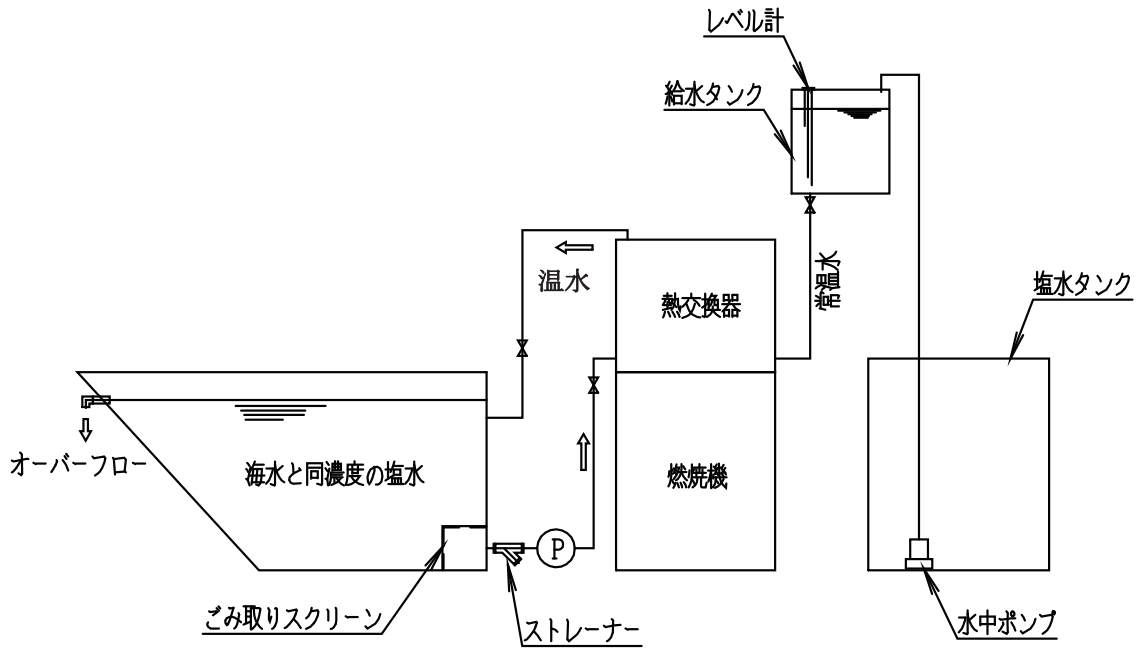 レベル計
給水タンク
常温水
塩水タンク
温水
熱交換器
オーバーフロー
海水と同濃度の塩水
燃焼機
P
ごみ取りスクリーン
ストレーナー
水中ポンプ